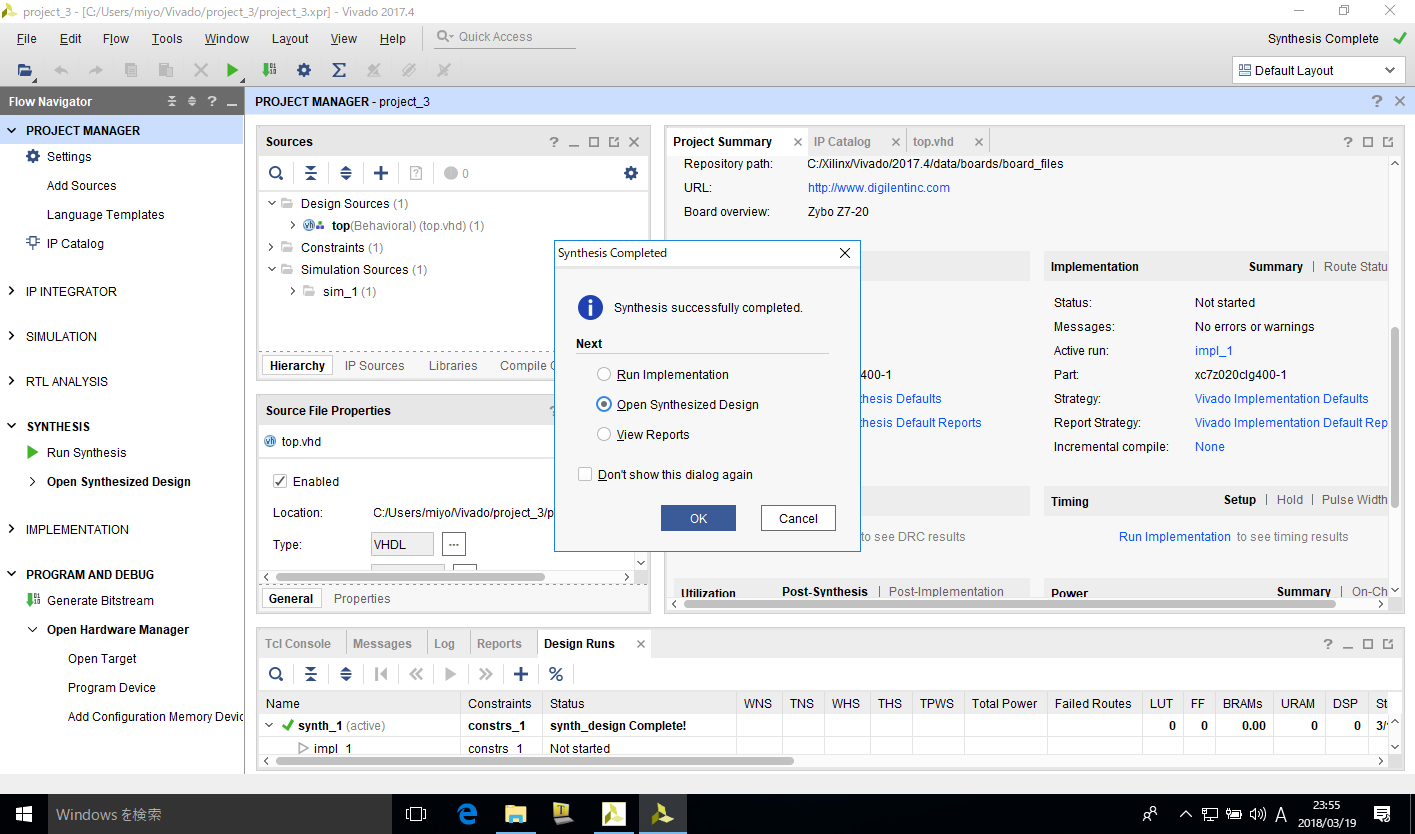 project_3 - [C:/Users/miyo/Vivado/project_3/project_3.xpr] - Vivado 2017.4
File Edit Flow Tools Window Layout View Help Quick Access
Synthesis Complete
Default Layout
Flow Navigator
PROJECT MANAGER
Settings
Add Sources
Language Templates
IP Catalog
IP INTEGRATOR
SIMULATION
RTL ANALYSIS
SYNTHESIS
Run Synthesis
Open Synthesized Design
IMPLEMENTATION
PROGRAM AND DEBUG
Generate Bitstream
Open Hardware Manager
Open Target
Program Device
Add Configuration Memory Devic
PROJECT MANAGER - project_3
Sources
0
Design Sources (1)
top(Behavioral) (top.vhd) (1)
Constraints (1)
Simulation Sources (1)
sim_1 (1)
Hierarchy IP Sources Libraries Compile O
Source File Properties
top.vhd
Enabled
Location: C:/Users/miyo/Vivado/project_3/p
Type: VHDL
General Properties
Project Summary IP Catalog top.vhd
Repository path: C:/Xilinx/Vivado/2017.4/data/boards/board_files
URL: http://www.digilentinc.com
Board overview: Zybo Z7-20
Implementation Summary | Route Statu
Status: Not started
Messages: No errors or warnings
Active run: impl_1
Part: xc7z020clg400-1
Strategy: Vivado Implementation Defaults
Report Strategy: Vivado Implementation Default Rep
Incremental compile: None
400-1
thesis Defaults
thesis Default Reports
Timing Setup | Hold | Pulse Width
to see DRC results
Run Implementation to see timing results
Utilization Post-Synthesis | Post-Implementation
Power Summary | On-Ch
Synthesis Completed
Synthesis successfully completed.
Next
Run Implementation
Open Synthesized Design
View Reports
Don't show this dialog again
OK Cancel
Tcl Console Messages Log Reports Design Runs
Name Constraints Status WNS TNS WHS THS TPWS Total Power Failed Routes LUT FF BRAMs URAM DSP St
synth_1 (active) constrs_1 synth_design Complete! 0 0 0.00 0 0 3/
impl_1 constrs_1 Not started
Windows を検索
A
23:55
2018/03/19